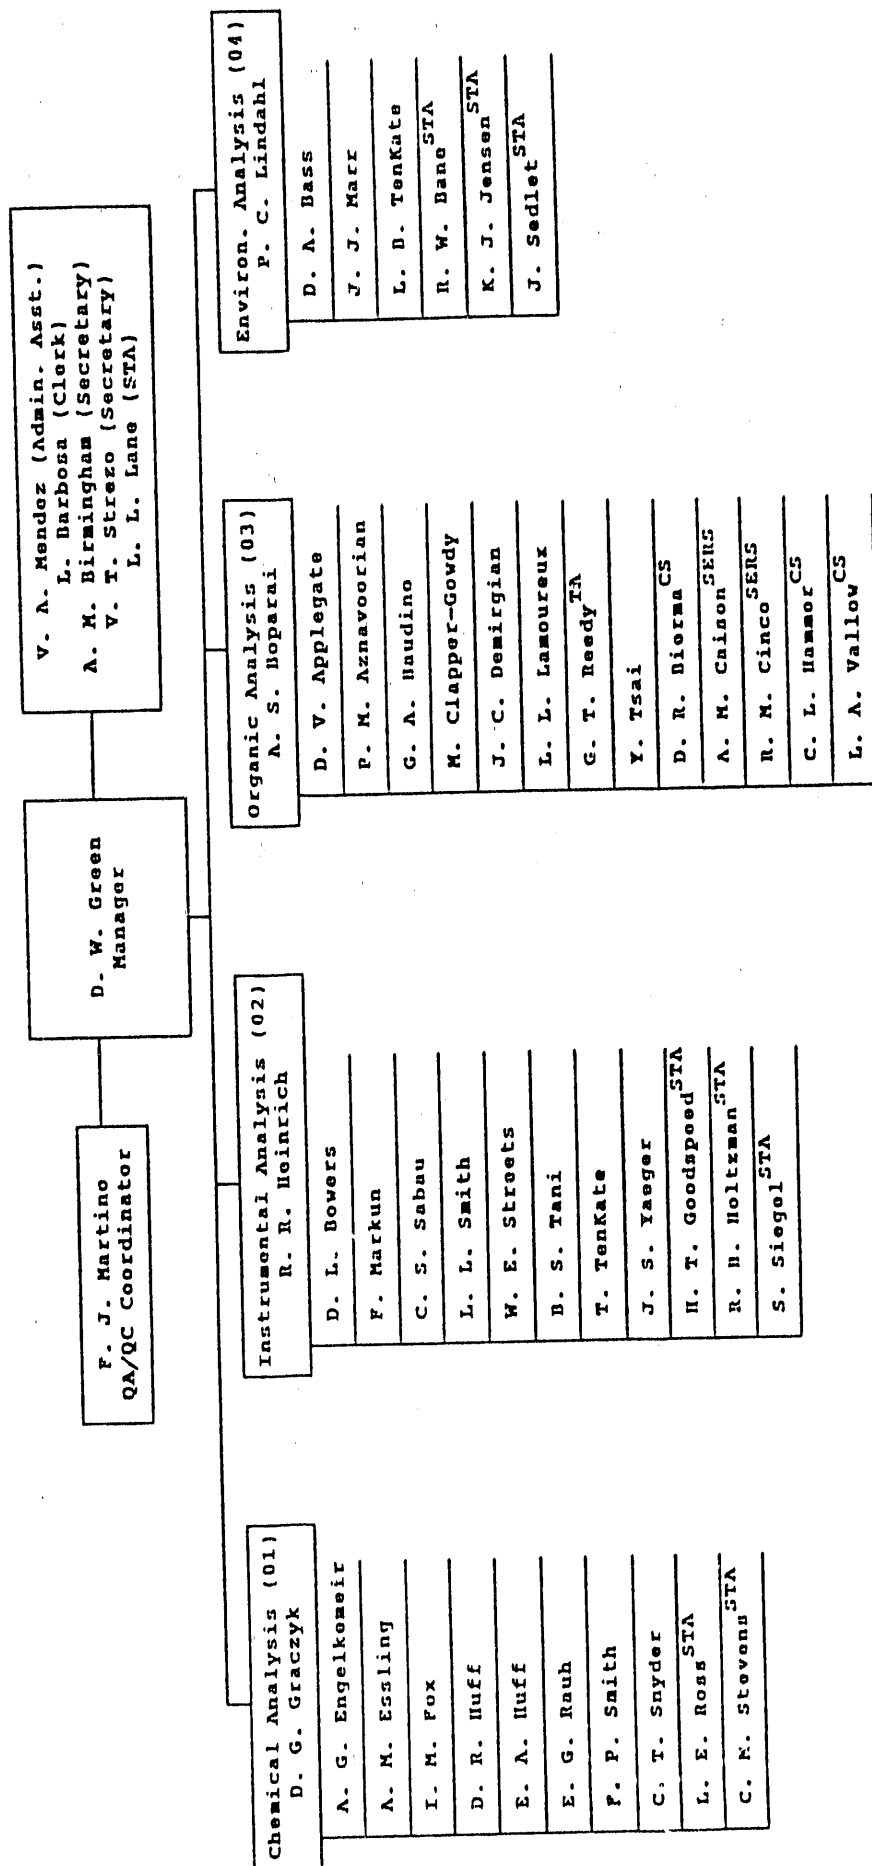 F. J. Martino
QA/QC Coordinator
D. W. Green
Manager
V. A. Mendez (Admin. Asst.)
L. Barbosa (Clerk)
A. M. Birmingham (Secretary)
V. T. Strezo (Secretary)
L. L. Lane (STA)
Chemical Analysis (01)
D. G. Graczyk
A. G. Engelkemeir
A. M. Essling
I. M. Fox
D. R. Huff
E. A. Huff
E. G. Rauh
F. P. Smith
C. T. Snyder
L. E. Ross STA
C. M. Stevens STA
Instrumental Analysis (02)
R. R. Heinrich
D. L. Bowers
F. Markun
C. S. Sabau
L. L. Smith
W. E. Streets
B. S. Tani
T. TenKate
J. S. Yaeger
H. T. Goodspeed STA
R. B. Holtzman STA
S. Siegel STA
Organic Analysis (03)
A. S. Boparai
D. V. Applegate
P. M. Aznavoorian
G. A. Baudino
M. Clapper-Gowdy
J. C. Demirgian
L. L. Lamoureux
G. T. Reedy TA
Y. Tsai
D. R. Bierma CS
A. M. Caison SERS
R. M. Cinco SERS
C. L. Hammer CS
L. A. Vallow CS
Environ. Analysis (04)
P. C. Lindahl
D. A. Bass
J. J. Marr
L. B. TenKate
R. W. Bane STA
K. J. Jensen STA
J. Sedlet STA